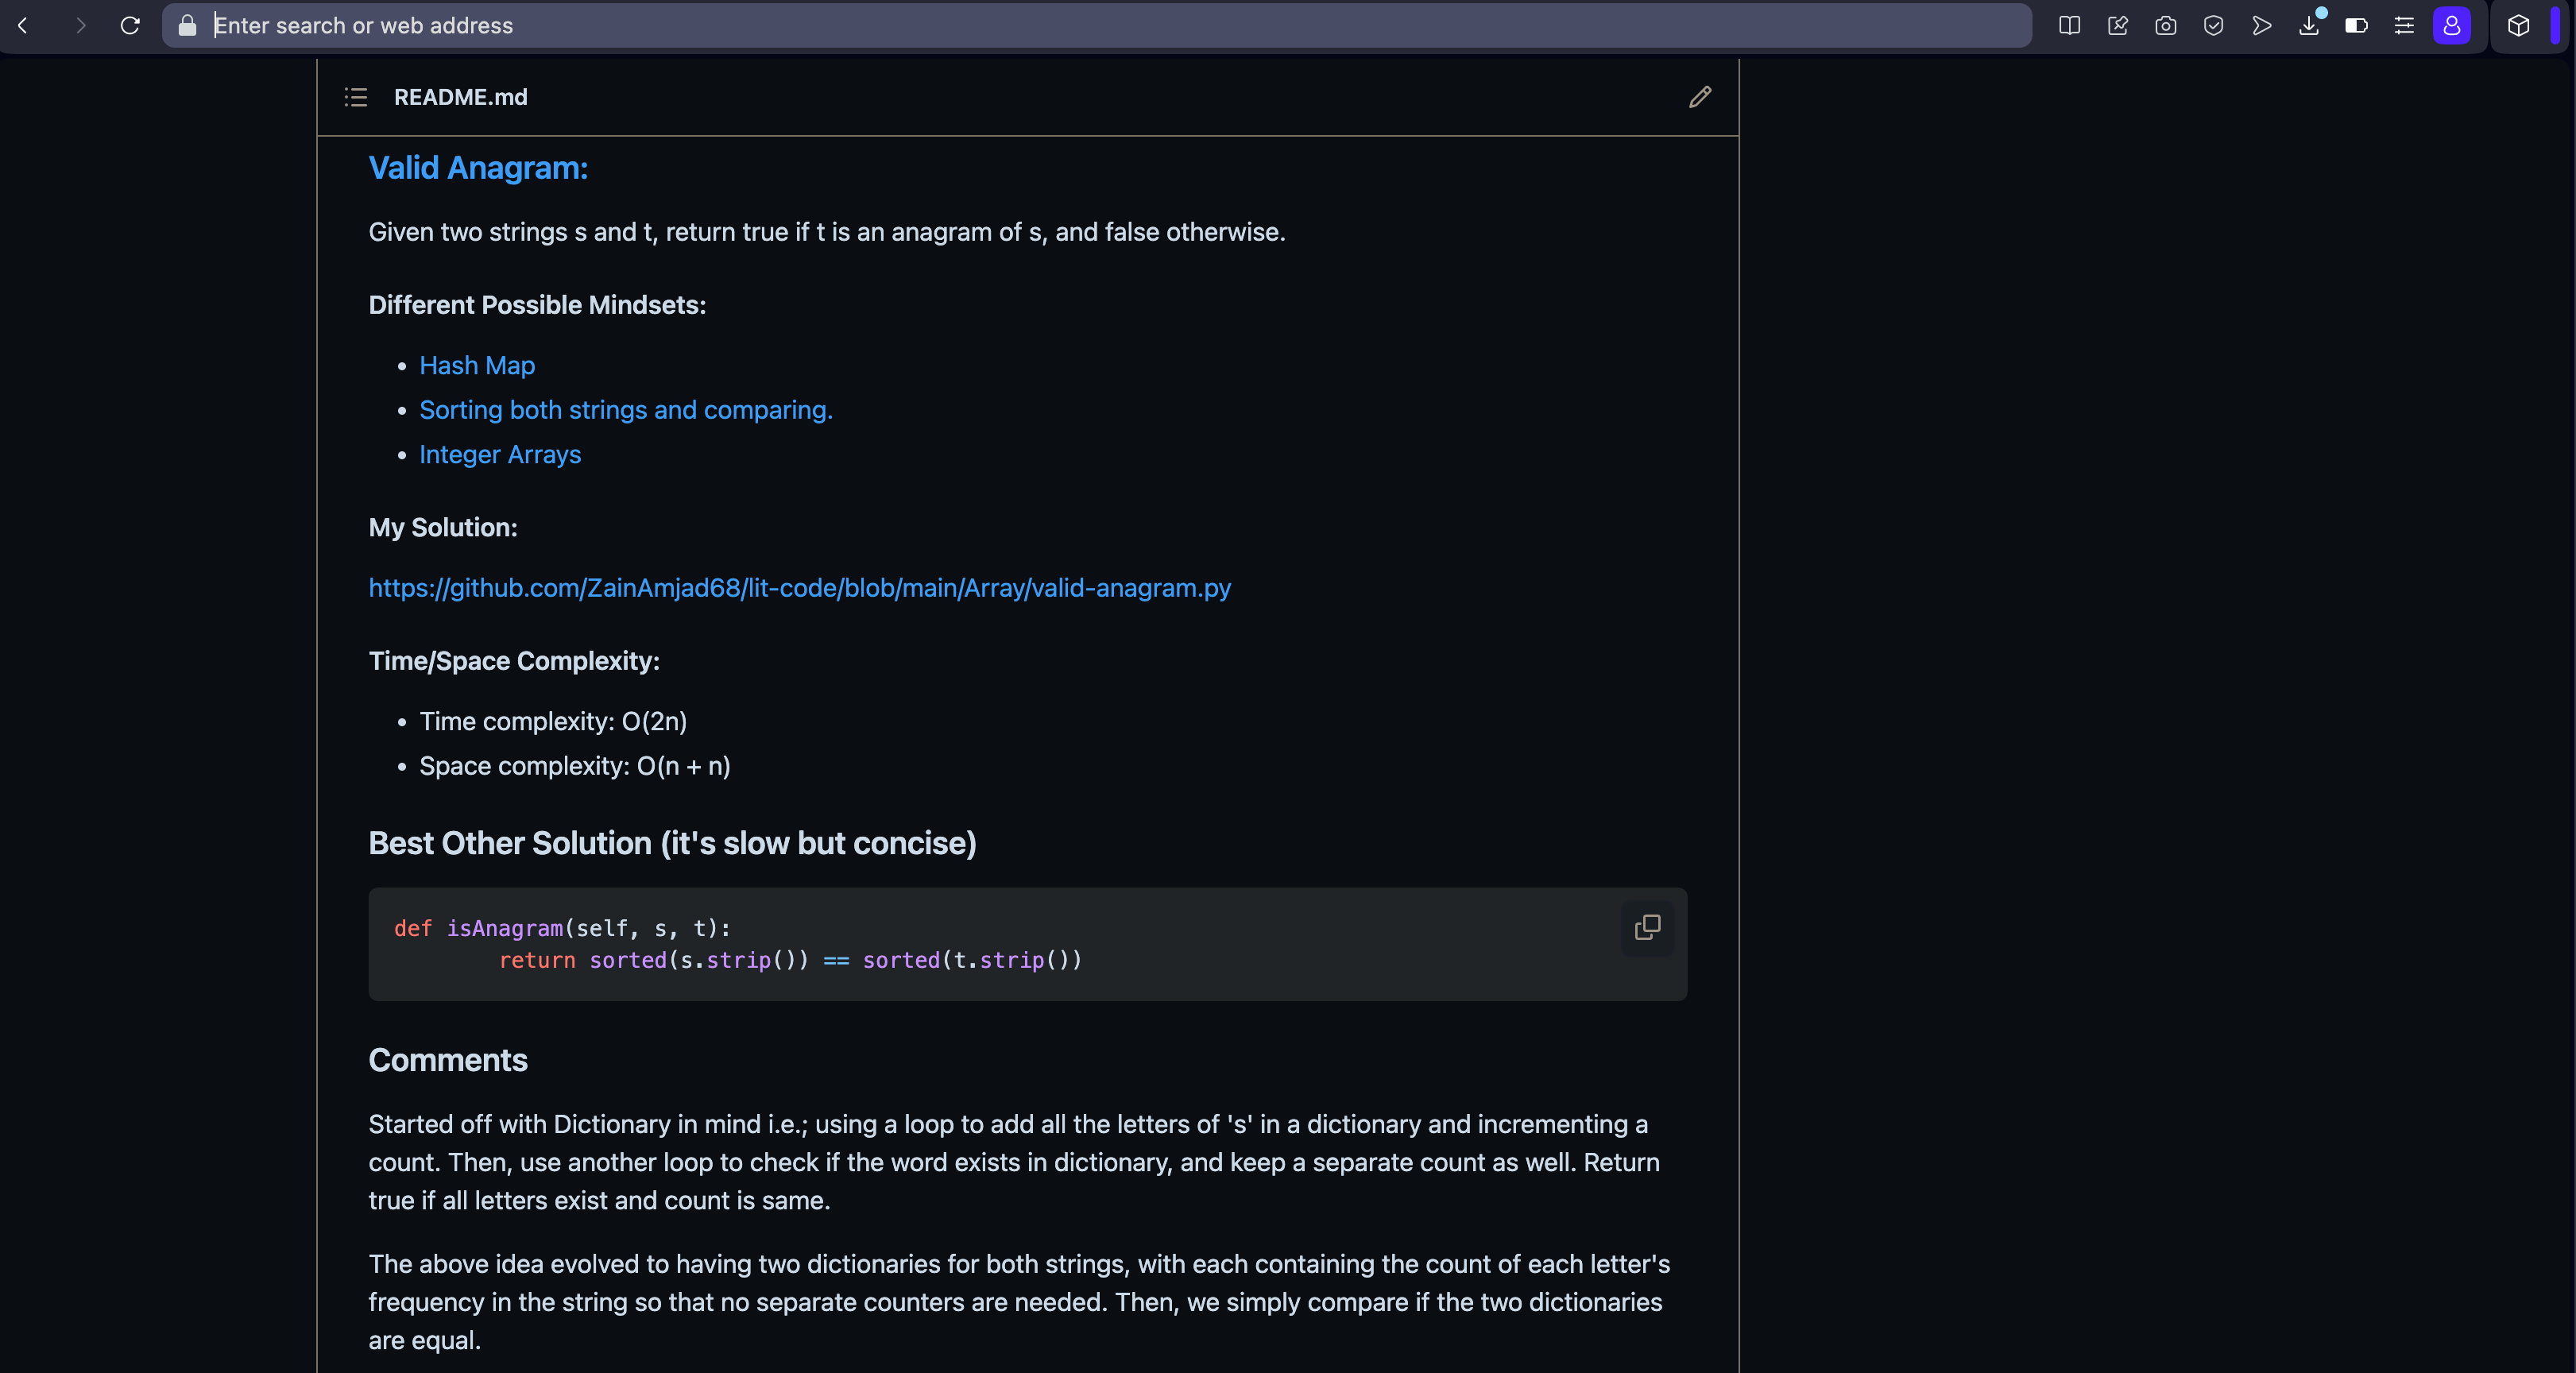 Enter search or web address
README.md
Valid Anagram:
Given two strings s and t, return true if t is an anagram of s, and false otherwise.
Different Possible Mindsets:
• Hash Map
• Sorting both strings and comparing.
• Integer Arrays
My Solution:
https://github.com/ZainAmjad68/lit-code/blob/main/Array/valid-anagram.py
Time/Space Complexity:
• Time complexity: O(2n)
• Space complexity: O(n + n)
Best Other Solution (it's slow but concise)
def isAnagram(self, s, t):
        return sorted(s.strip()) == sorted(t.strip())
Comments
Started off with Dictionary in mind i.e.; using a loop to add all the letters of 's' in a dictionary and incrementing a
count. Then, use another loop to check if the word exists in dictionary, and keep a separate count as well. Return
true if all letters exist and count is same.
The above idea evolved to having two dictionaries for both strings, with each containing the count of each letter's
frequency in the string so that no separate counters are needed. Then, we simply compare if the two dictionaries
are equal.